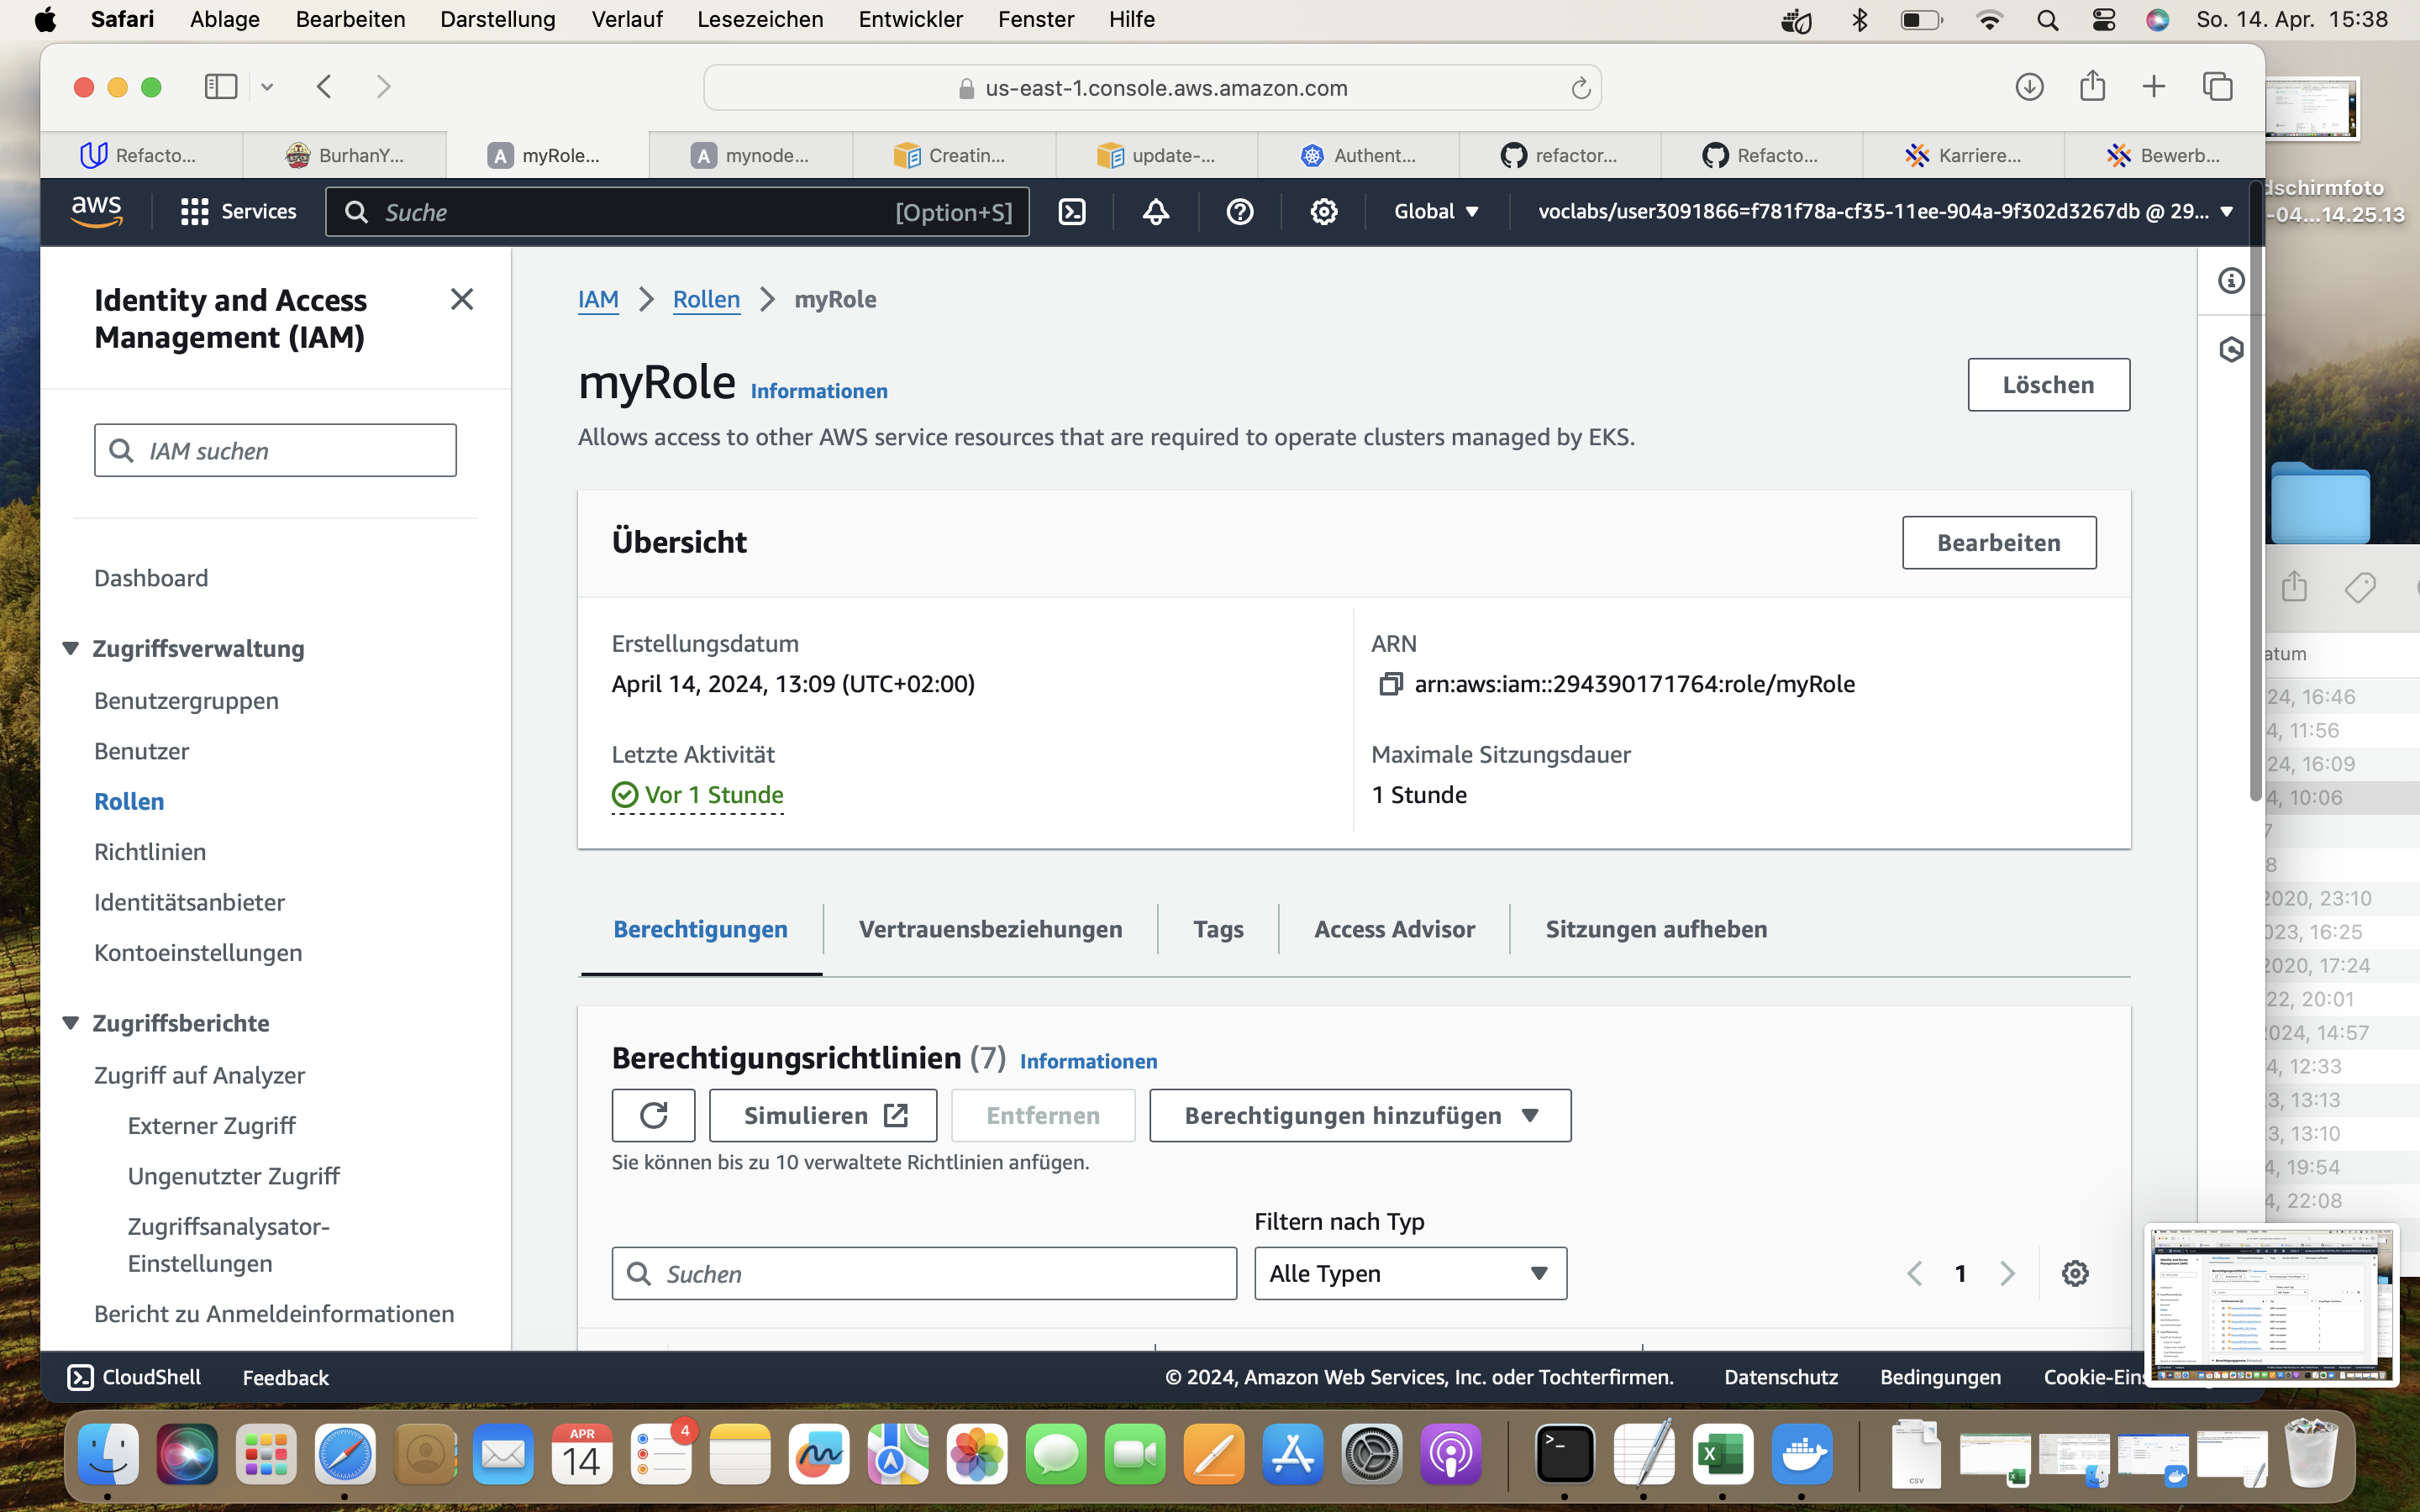 Safari Ablage Bearbeiten Darstellung Verlauf Lesezeichen Entwickler Fenster Hilfe So. 14. Apr. 15:38
us-east-1.console.aws.amazon.com
Refacto... BurhanY... myRole... mynode... Creatin... update-... Authent... refactor... Refacto... Karriere... Bewerb...
aws Services Suche [Option+S] Global voclabs/user3091866=f781f78a-cf35-11ee-904a-9f302d3267db @ 29...
dschirmfoto
-04...14.25.13
Identity and Access
Management (IAM)
IAM suchen
Dashboard
Zugriffsverwaltung
Benutzergruppen
Benutzer
Rollen
Richtlinien
Identitätsanbieter
Kontoeinstellungen
Zugriffsberichte
Zugriff auf Analyzer
Externer Zugriff
Ungenutzter Zugriff
Zugriffsanalysator-
Einstellungen
Bericht zu Anmeldeinformationen
IAM Rollen myRole
myRole Informationen
Löschen
Allows access to other AWS service resources that are required to operate clusters managed by EKS.
Übersicht
Bearbeiten
Erstellungsdatum
April 14, 2024, 13:09 (UTC+02:00)
ARN
arn:aws:iam::294390171764:role/myRole
Letzte Aktivität
Vor 1 Stunde
Maximale Sitzungsdauer
1 Stunde
Berechtigungen Vertrauensbeziehungen Tags Access Advisor Sitzungen aufheben
Berechtigungsrichtlinien (7) Informationen
Simulieren Entfernen Berechtigungen hinzufügen
Sie können bis zu 10 verwaltete Richtlinien anfügen.
Filtern nach Typ
Suchen Alle Typen 1
atum
24, 16:46
4, 11:56
24, 16:09
4, 10:06
7
8
2020, 23:10
023, 16:25
2020, 17:24
22, 20:01
2024, 14:57
4, 12:33
3, 13:13
3, 13:10
4, 19:54
4, 22:08
CloudShell Feedback © 2024, Amazon Web Services, Inc. oder Tochterfirmen. Datenschutz Bedingungen Cookie-Eins
APR
14
4
CSV